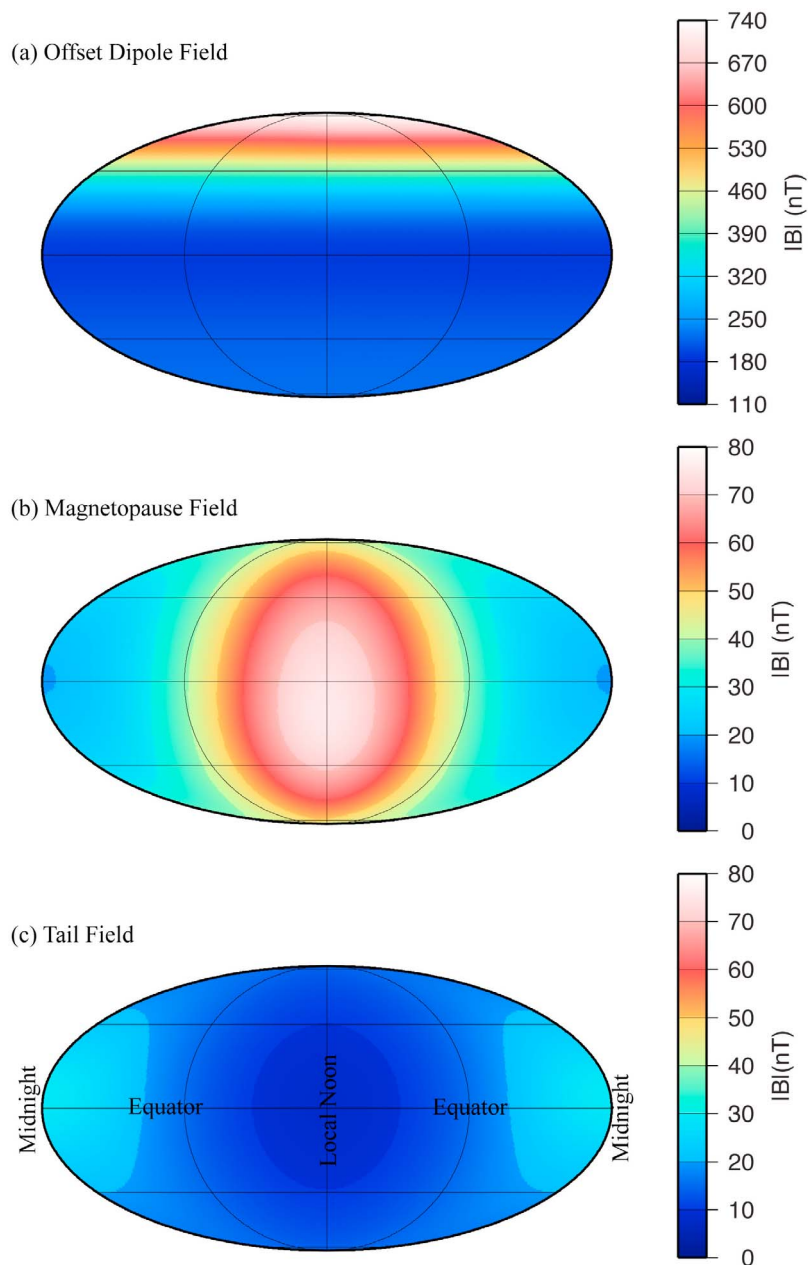 (a) Offset Dipole Field
740
670
600
530
460
390
320
250
180
110
|B| (nT)
(b) Magnetopause Field
80
70
60
50
40
30
20
10
0
|B| (nT)
(c) Tail Field
Midnight
Equator
Local Noon
Equator
Midnight
80
70
60
50
40
30
20
10
0
|B|(nT)